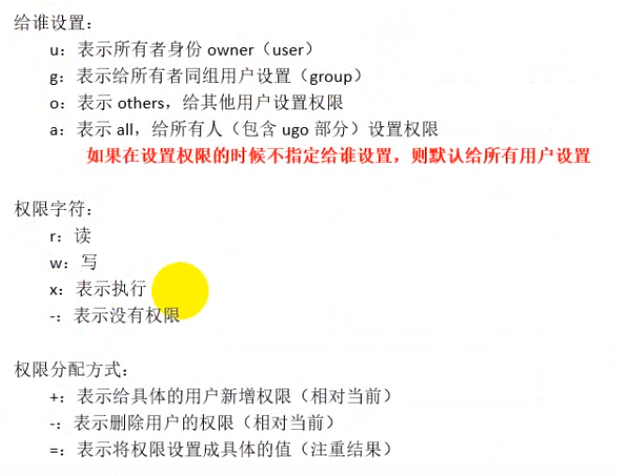 给谁设置：
u：表示所有者身份 owner（user）
g：表示给所有者同组用户设置（group）
o：表示 others，给其他用户设置权限
a：表示 all，给所有人（包含 ugo 部分）设置权限
如果在设置权限的时候不指定给谁设置，则默认给所有用户设置
权限字符：
r：读
w：写
x：表示执行
-：表示没有权限
权限分配方式：
+：表示给具体的用户新增权限（相对当前）
-：表示删除用户的权限（相对当前）
=：表示将权限设置成具体的值（注重结果）